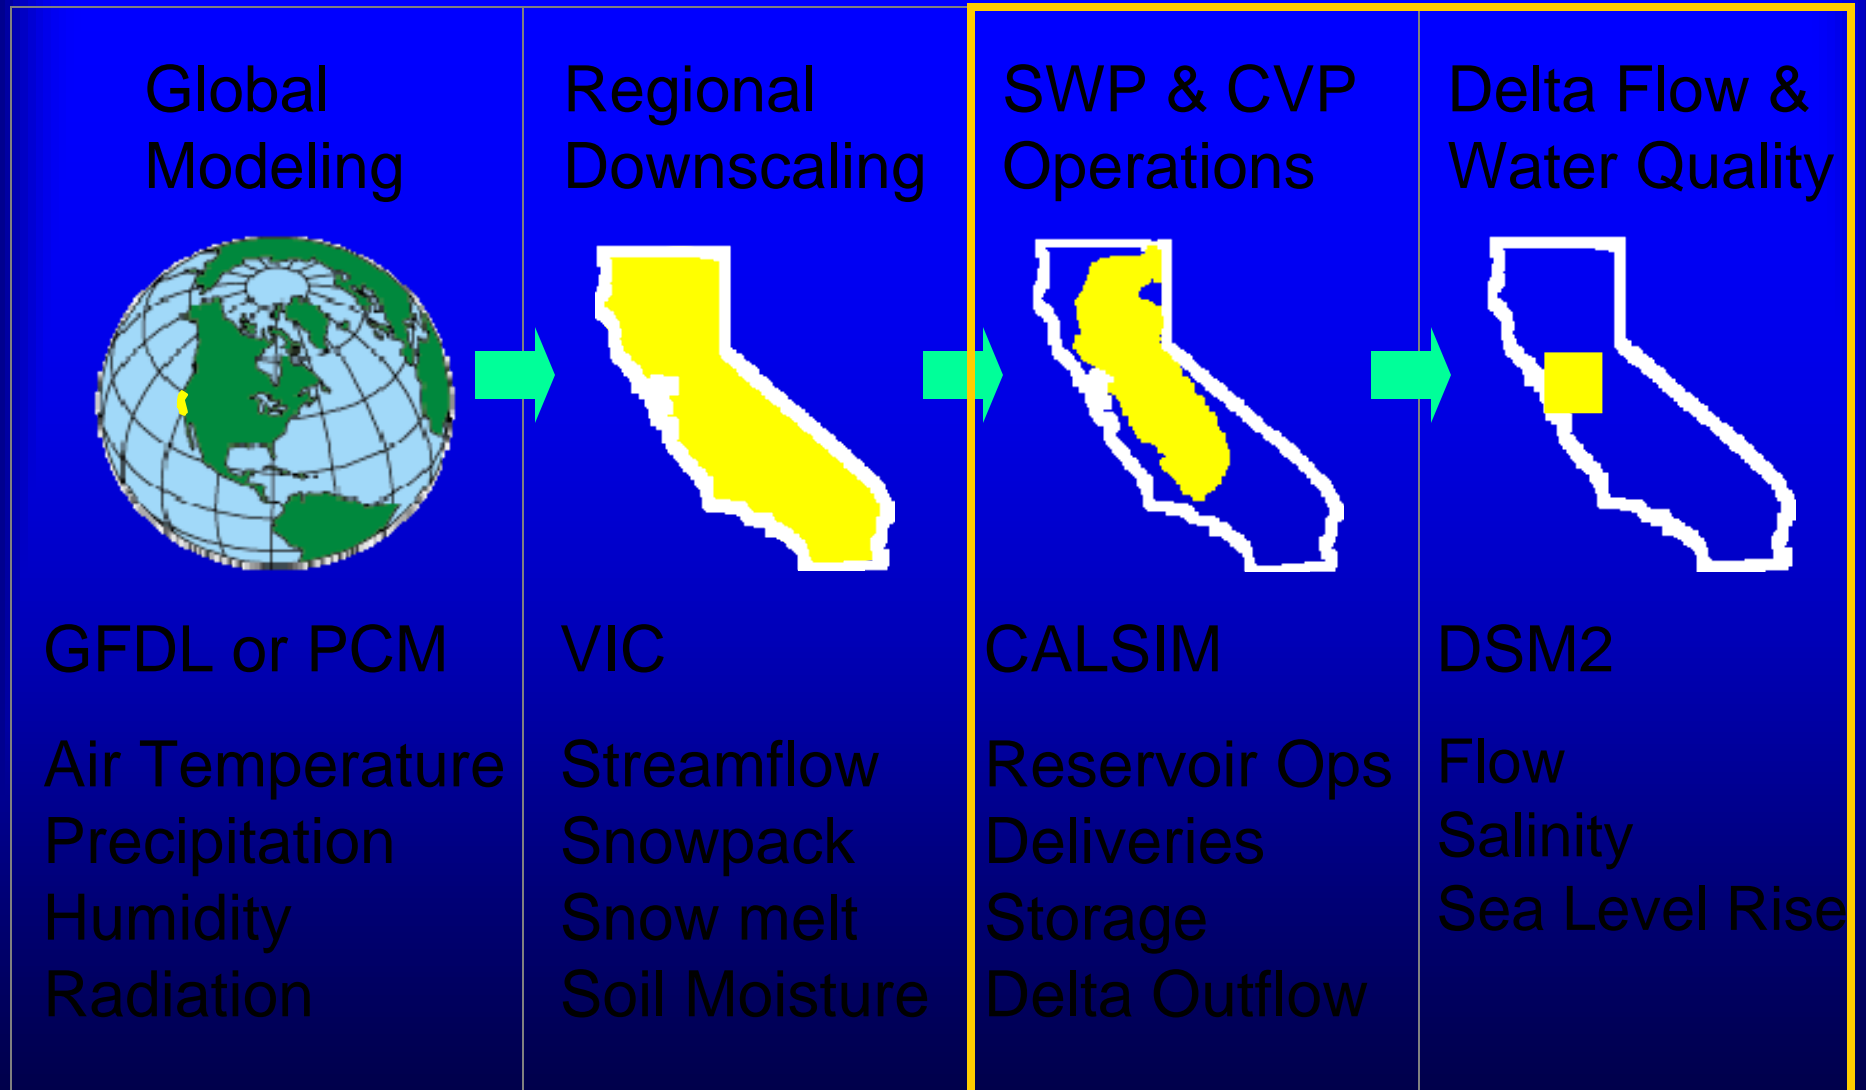 Global
Modeling
Regional
Downscaling
SWP & CVP
Operations
Delta Flow &
Water Quality
GFDL or PCM
VIC
CALSIM
DSM2
Air Temperature
Precipitation
Humidity
Radiation
Streamflow
Snowpack
Snow melt
Soil Moisture
Reservoir Ops
Deliveries
Storage
Delta Outflow
Flow
Salinity
Sea Level Rise